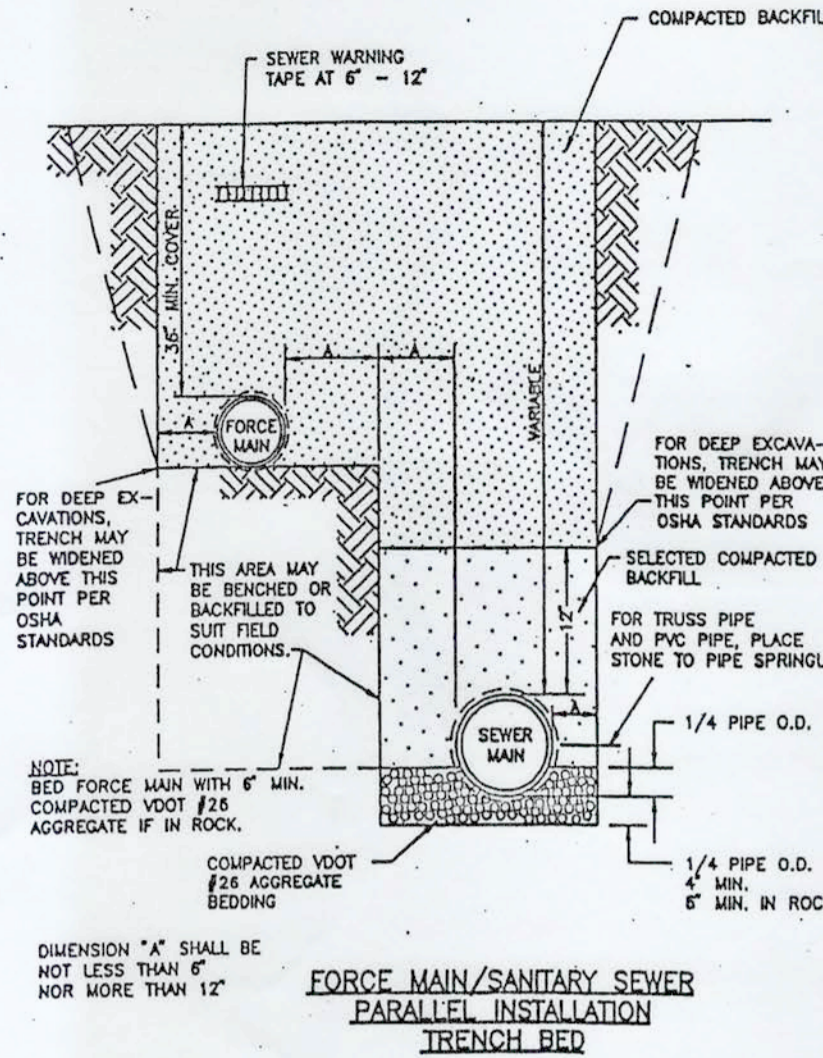 COMPACTED BACKFIL
SEWER WARNING
TAPE AT 6" - 12"
36" MIN. COVER
A
A
VARIABLE
A
FORCE
MAIN
FOR DEEP EXCAVA-
TIONS, TRENCH MAY
BE WIDENED ABOVE
THIS POINT PER
OSHA STANDARDS
FOR DEEP EX-
CAVATIONS,
TRENCH MAY
BE WIDENED
ABOVE THIS
POINT PER
OSHA
STANDARDS
THIS AREA MAY
BE BENCHED OR
BACKFILLED TO
SUIT FIELD
CONDITIONS.
SELECTED COMPACTED
BACKFILL
12"
FOR TRUSS PIPE
AND PVC PIPE, PLACE
STONE TO PIPE SPRINGL
A
SEWER
MAIN
1/4 PIPE O.D.
NOTE:
BED FORCE MAIN WITH 6" MIN.
COMPACTED VDOT #26
AGGREGATE IF IN ROCK.
COMPACTED VDOT
#26 AGGREGATE
BEDDING
1/4 PIPE O.D.
4" MIN.
6" MIN. IN ROC
DIMENSION "A" SHALL BE
NOT LESS THAN 6"
NOR MORE THAN 12"
FORCE MAIN/SANITARY SEWER
PARALLEL INSTALLATION
TRENCH BED